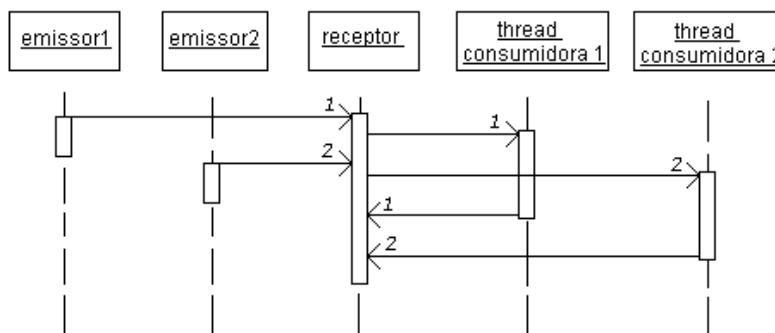 emissor1
emissor2
receptor
thread
consumidora 1
thread
consumidora 2
1
1
2
2
1
2